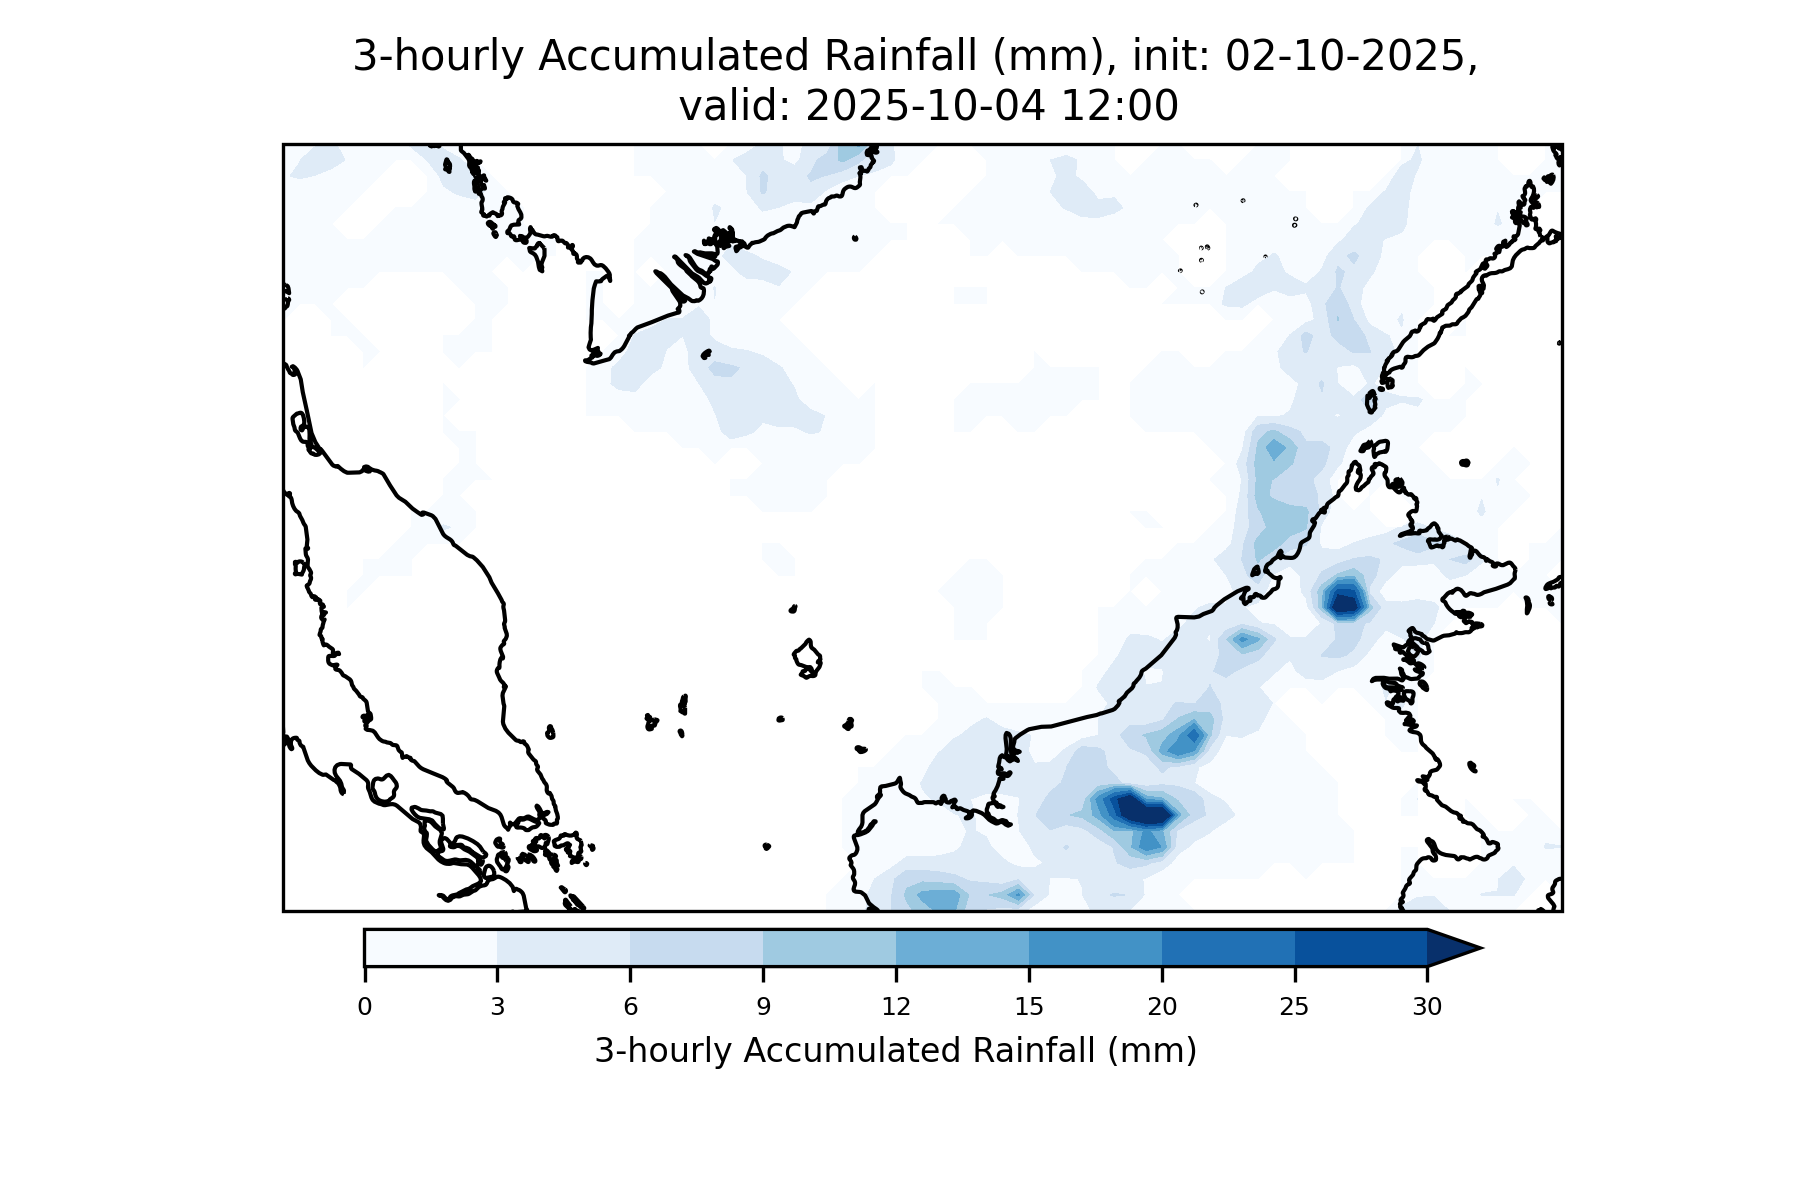 3-hourly Accumulated Rainfall (mm), init: 02-10-2025,
valid: 2025-10-04 12:00
0 3 6 9 12 15 20 25 30
3-hourly Accumulated Rainfall (mm)